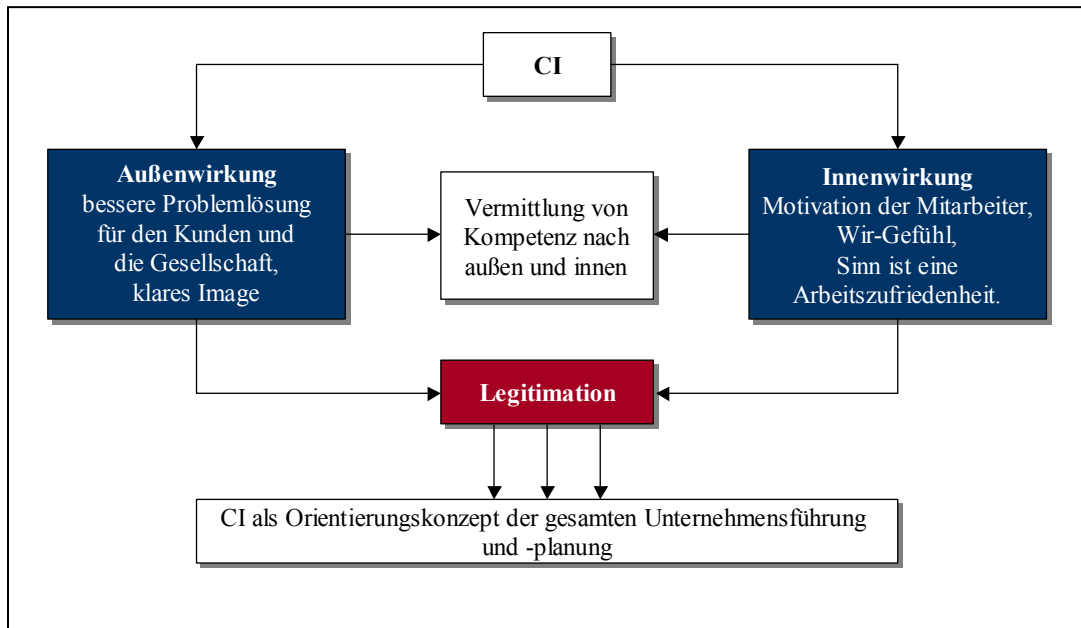 CI
Außenwirkung
bessere Problemlösung
für den Kunden und
die Gesellschaft,
klares Image
Vermittlung von
Kompetenz nach
außen und innen
Innenwirkung
Motivation der Mitarbeiter,
Wir-Gefühl,
Sinn ist eine
Arbeitszufriedenheit.
Legitimation
CI als Orientierungskonzept der gesamten Unternehmensführung
und -planung